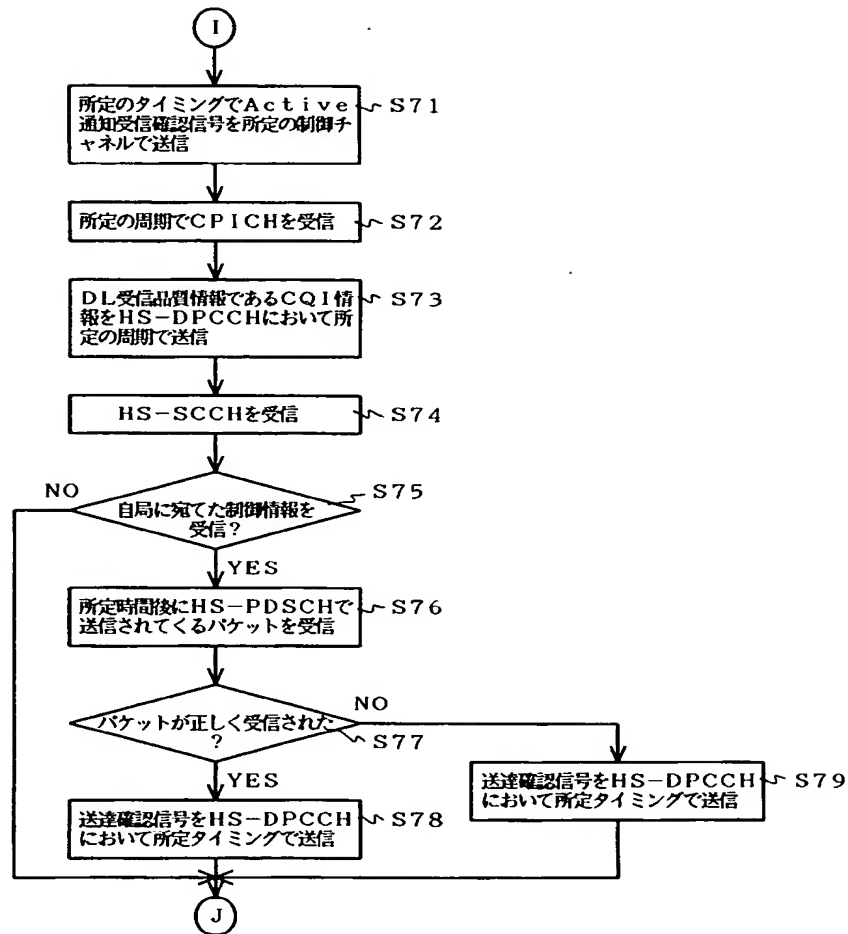 I
所定のタイミングでActive
通知受信確認信号を所定の制御チ
ャネルで送信
S71
所定の周期でCPICHを受信
S72
DL受信品質情報であるCQI情
報をHS-DPCCHにおいて所
定の周期で送信
S73
HS-SCCHを受信
S74
NO
S75
自局に宛てた制御情報を
受信?
YES
所定時間後にHS-PDSCHで
送信されてくるパケットを受信
S76
NO
パケットが正しく受信された
?
S77
YES
送達確認信号をHS-DPCCH
において所定タイミングで送信
S78
送達確認信号をHS-DPCCH
において所定タイミングで送信
S79
J